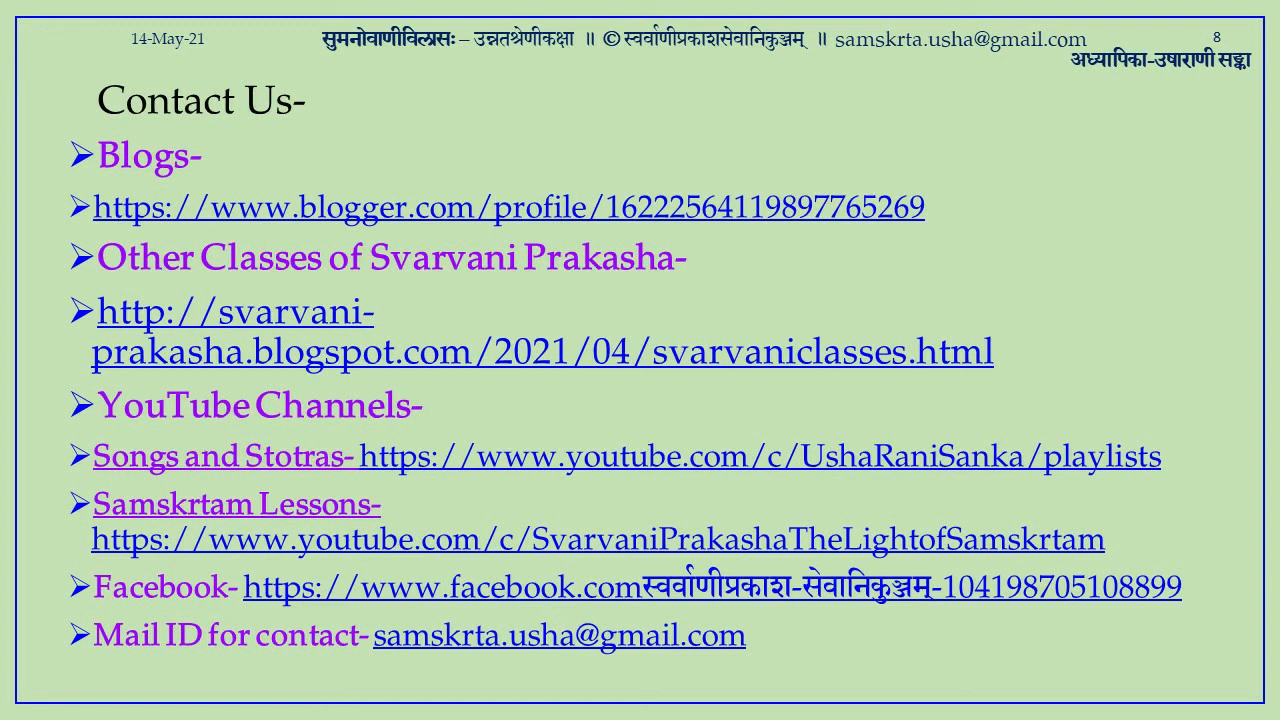 14-May-21 सुमनोवाणीविलासः – उन्नतश्रेणीकक्षा ॥ © स्वर्वाणीप्रकाशसेवानिकुञ्जम् ॥ samskrta.usha@gmail.com 8
अध्यापिका-उषाराणी सङ्का
Contact Us-
➢Blogs-
➢https://www.blogger.com/profile/16222564119897765269
➢Other Classes of Svarvani Prakasha-
➢http://svarvani-
prakasha.blogspot.com/2021/04/svarvaniclasses.html
➢YouTube Channels-
➢Songs and Stotras- https://www.youtube.com/c/UshaRaniSanka/playlists
➢Samskrtam Lessons-
https://www.youtube.com/c/SvarvaniPrakashaTheLightofSamskrtam
➢Facebook- https://www.facebook.comस्वर्वाणीप्रकाश-सेवानिकुञ्जम्-104198705108899
➢Mail ID for contact- samskrta.usha@gmail.com